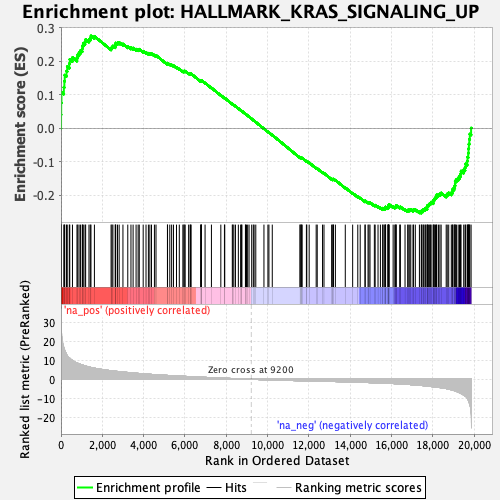 Enrichment plot: HALLMARK_KRAS_SIGNALING_UP
Enrichment score (ES)
0.3
0.2
0.1
0.0
-0.1
-0.2
'na_pos' (positively correlated)
Ranked list metric (PreRanked)
30
20
10
0
-10
-20
Zero cross at 9200
'na_neg' (negatively correlated)
0
2,000
4,000
6,000
8,000
10,000
12,000
14,000
16,000
18,000
20,000
Rank in Ordered Dataset
Enrichment profile
Hits
Ranking metric scores